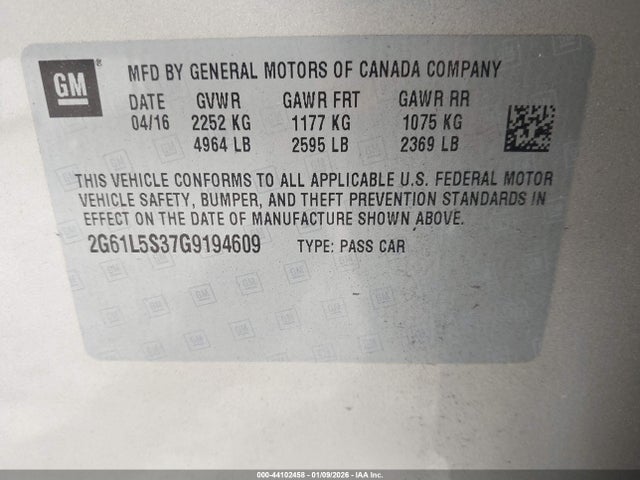 GM ®
MFD BY GENERAL MOTORS OF CANADA COMPANY
DATE GVWR GAWR FRT GAWR RR
04/16 2252 KG 1177 KG 1075 KG
4964 LB 2595 LB 2369 LB
THIS VEHICLE CONFORMS TO ALL APPLICABLE U.S. FEDERAL MOTOR
VEHICLE SAFETY, BUMPER, AND THEFT PREVENTION STANDARDS IN
EFFECT ON THE DATE OF MANUFACTURE SHOWN ABOVE.
2G61L5S37G9194609 TYPE: PASS CAR
000-44102458 - 01/09/2026 - IAA Inc.